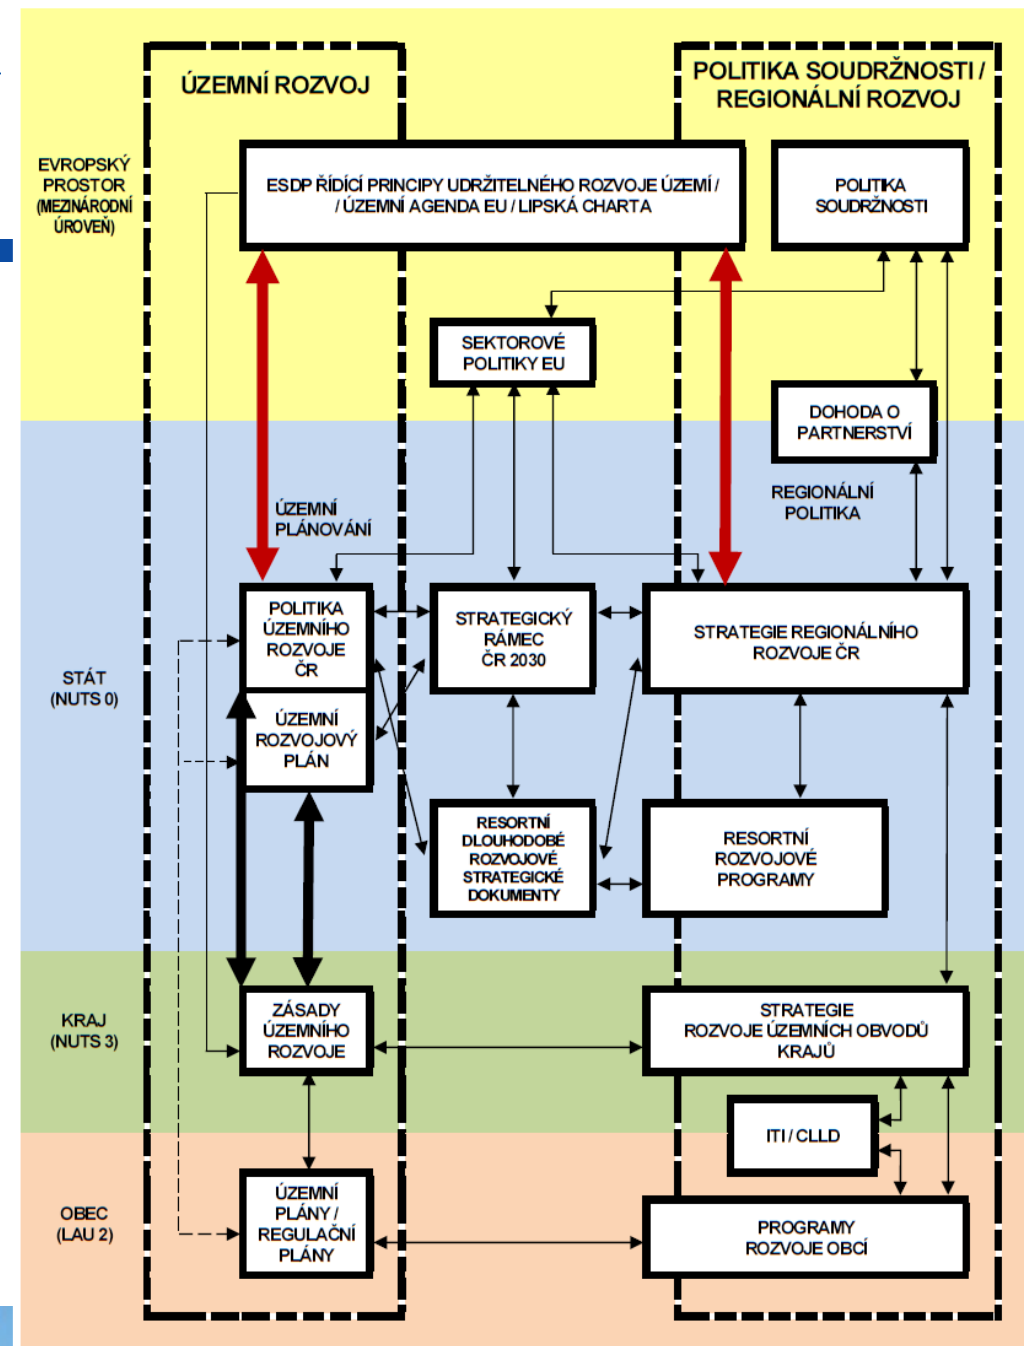 ÚZEMNÍ ROZVOJ
POLITIKA SOUDRŽNOSTI /
REGIONÁLNÍ ROZVOJ
EVROPSKÝ
PROSTOR
(MEZINÁRODNÍ
ÚROVEŇ)
ESDP ŘÍDÍCÍ PRINCIPY UDRŽITELNÉHO ROZVOJE ÚZEMÍ /
/ ÚZEMNÍ AGENDA EU / LIPSKÁ CHARTA
POLITIKA
SOUDRŽNOSTI
SEKTOROVÉ
POLITIKY EU
DOHODA O
PARTNERSTVÍ
ÚZEMNÍ
PLÁNOVÁNÍ
REGIONÁLNÍ
POLITIKA
STÁT
(NUTS 0)
POLITIKA
ÚZEMNÍHO
ROZVOJE
ČR
STRATEGICKÝ
RÁMEC
ČR 2030
STRATEGIE REGIONÁLNÍHO
ROZVOJE ČR
ÚZEMNÍ
ROZVOJOVÝ
PLÁN
RESORTNÍ
DLOUHODOBÉ
ROZVOJOVÉ
STRATEGICKÉ
DOKUMENTY
RESORTNÍ
ROZVOJOVÉ
PROGRAMY
KRAJ
(NUTS 3)
ZÁSADY
ÚZEMNÍHO
ROZVOJE
STRATEGIE
ROZVOJE ÚZEMNÍCH OBVODŮ
KRAJŮ
ITI / CLLD
OBEC
(LAU 2)
ÚZEMNÍ
PLÁNY /
REGULAČNÍ
PLÁNY
PROGRAMY
ROZVOJE OBCÍ